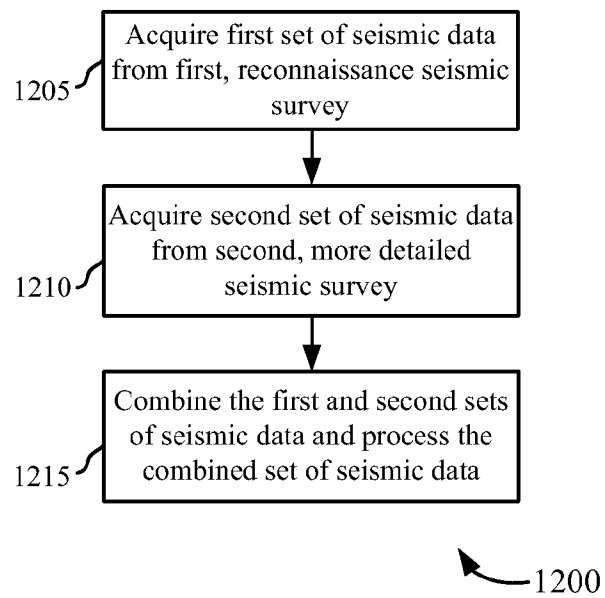 Acquire first set of seismic data
from first, reconnaissance seismic
survey
1205
Acquire second set of seismic data
from second, more detailed
seismic survey
1210
Combine the first and second sets
of seismic data and process the
combined set of seismic data
1215
1200